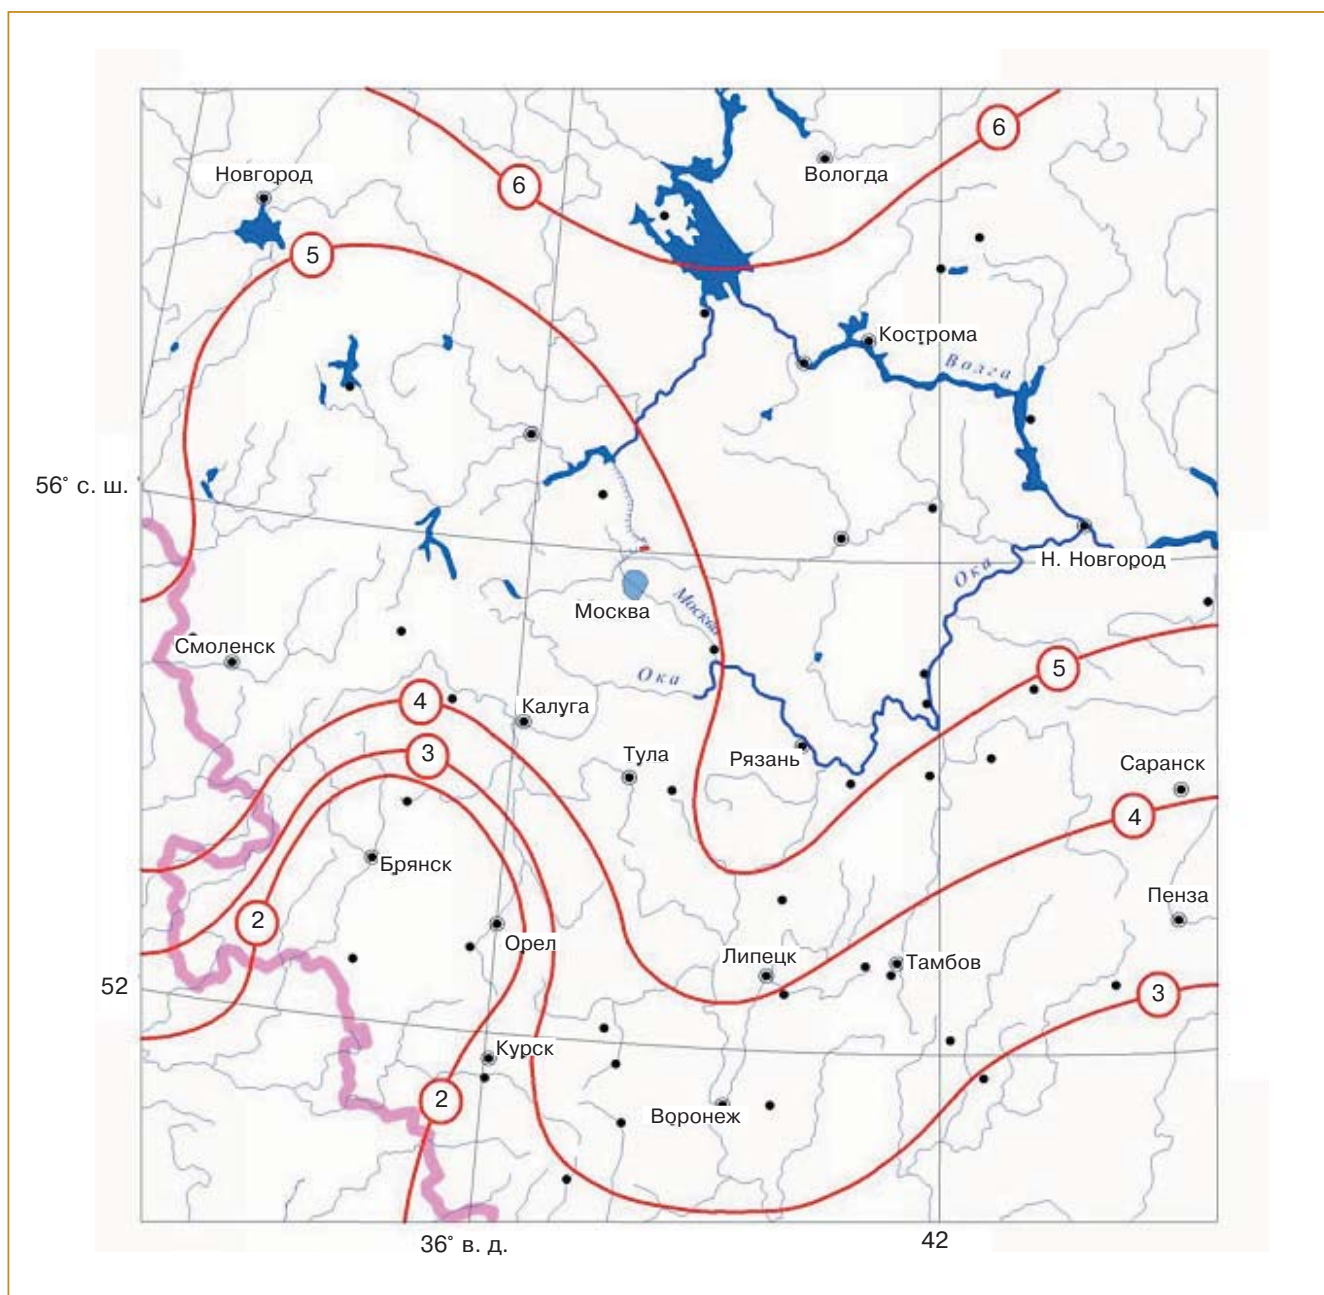 6
Вологда
6
Новгород
5
Кострома
Волга
56° с. ш.
Н. Новгород
Ока
Москва
Москва
Смоленск
5
Ока
4
Калуга
3
Тула
Рязань
Саранск
4
Брянск
Пенза
2
Орел
Липецк
Тамбов
52
3
Курск
2
Воронеж
36° в. д.
42